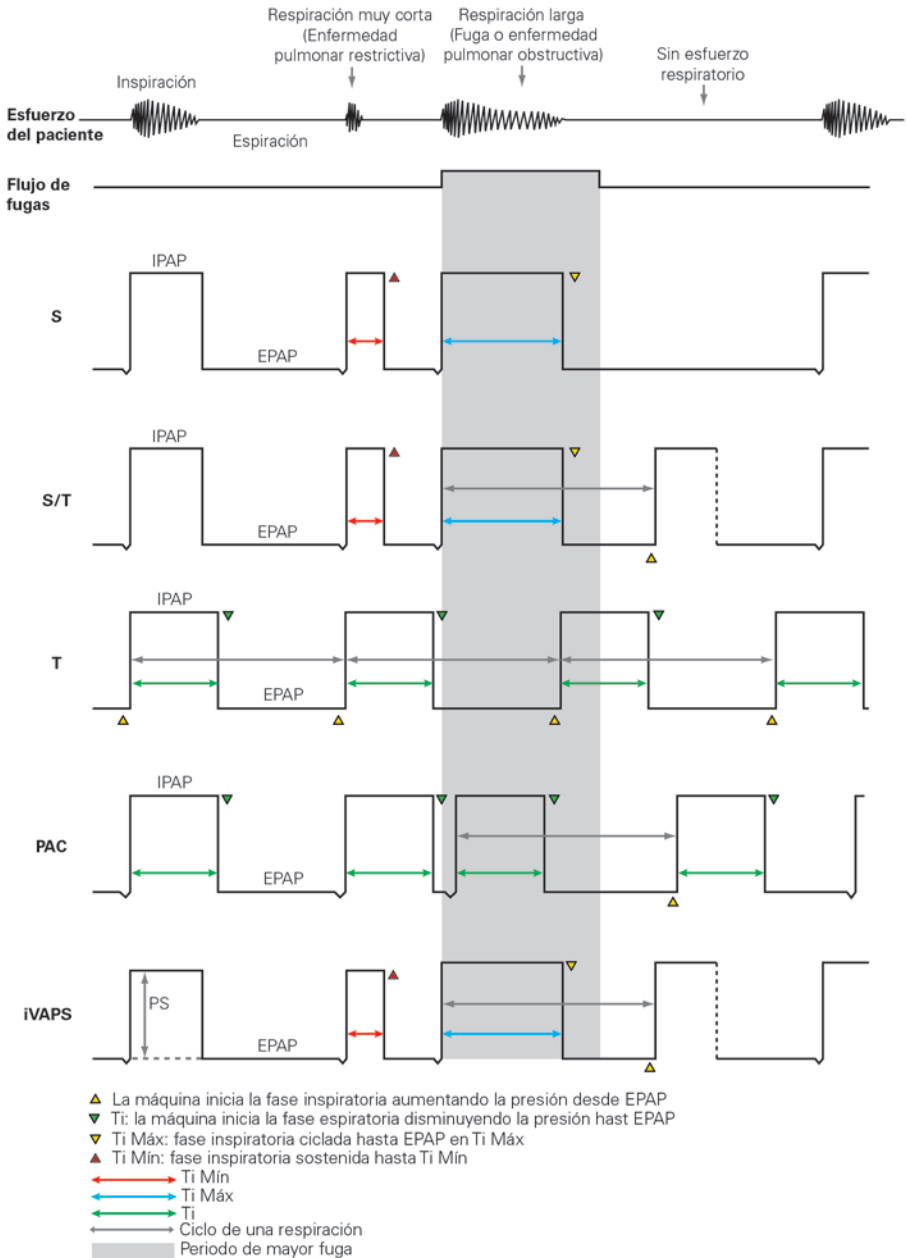 Respiración muy corta
(Enfermedad
pulmonar restrictiva)
Respiración larga
(Fuga o enfermedad
pulmonar obstructiva)
Sin esfuerzo
respiratorio
Inspiración
Esfuerzo
del paciente
Espiración
Flujo de
fugas
IPAP
S
EPAP
IPAP
S/T
EPAP
IPAP
T
EPAP
IPAP
PAC
EPAP
PS
iVAPS
EPAP
La máquina inicia la fase inspiratoria aumentando la presión desde EPAP
Ti: la máquina inicia la fase espiratoria disminuyendo la presión hast EPAP
Ti Máx: fase inspiratoria ciclada hasta EPAP en Ti Máx
Ti Mín: fase inspiratoria sostenida hasta Ti Mín
Ti Mín
Ti Máx
Ti
Ciclo de una respiración
Periodo de mayor fuga